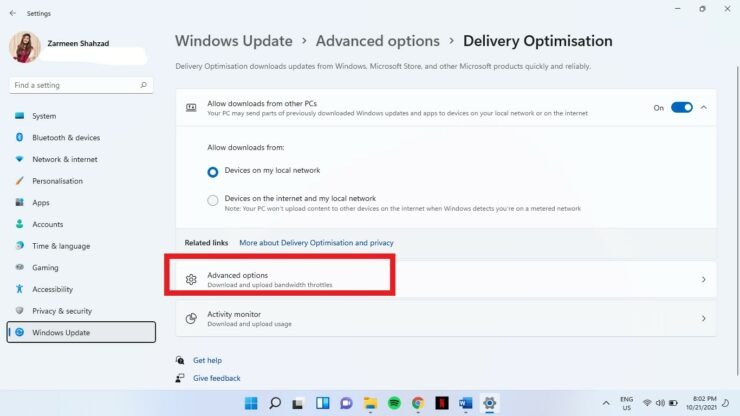 Settings
Zarmeen Shahzad
Find a setting
System
Bluetooth & devices
Network & internet
Personalisation
Apps
Accounts
Time & language
Gaming
Accessibility
Privacy & security
Windows Update
Windows Update > Advanced options > Delivery Optimisation
Delivery Optimisation downloads updates from Windows, Microsoft Store, and other Microsoft products quickly and reliably.
Allow downloads from other PCs
Your PC may send parts of previously downloaded Windows updates and apps to devices on your local network or on the internet
On
Allow downloads from:
Devices on my local network
Devices on the internet and my local network
Note: Your PC won't upload content to other devices on the internet when Windows detects you're on a metered network
Related links More about Delivery Optimisation and privacy
Advanced options
Download and upload bandwidth throttles
Activity monitor
Download and upload usage
Get help
Give feedback
ENG
US
8:02 PM
10/21/2021